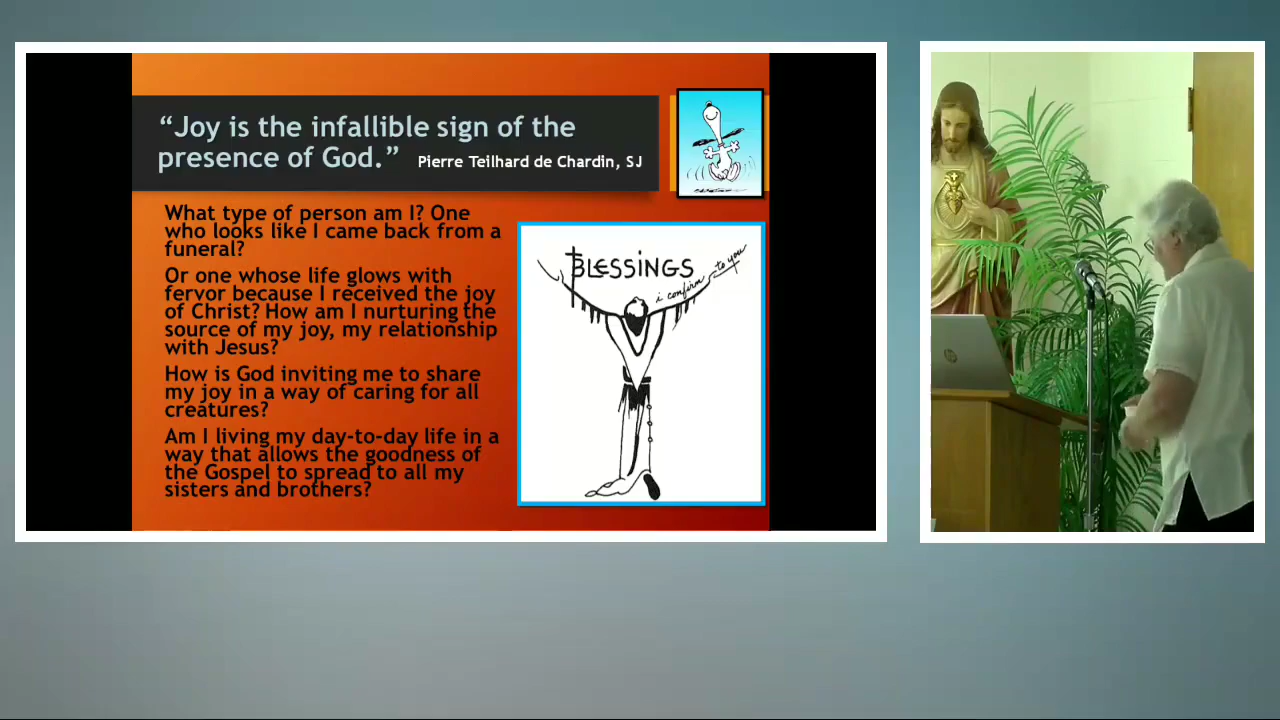 “Joy is the infallible sign of the
presence of God.” Pierre Teilhard de Chardin, SJ
What type of person am I? One
who looks like I came back from a
funeral?
Or one whose life glows with
fervor because I received the joy
of Christ? How am I nurturing the
source of my joy, my relationship
with Jesus?
How is God inviting me to share
my joy in a way of caring for all
creatures?
Am I living my day-to-day life in a
way that allows the goodness of
the Gospel to spread to all my
sisters and brothers?
BLESSINGS
i confirm to you